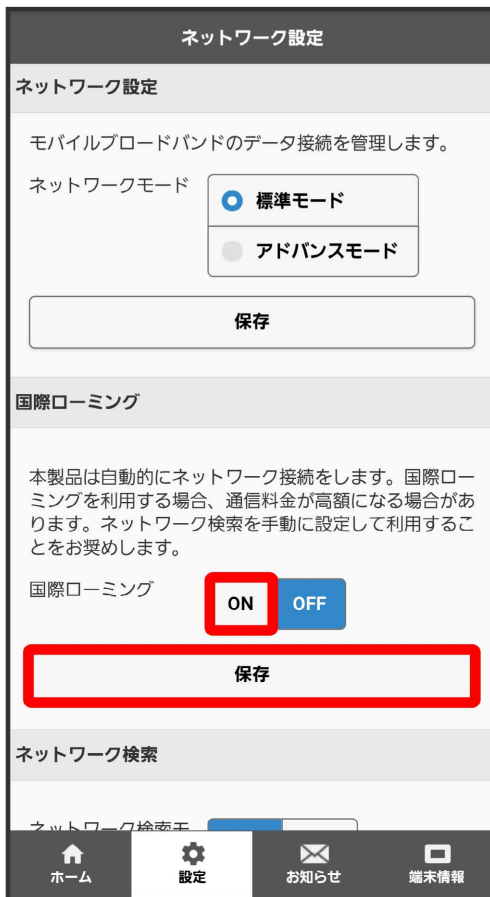 ネットワーク設定
ネットワーク設定
モバイルブロードバンドのデータ接続を管理します。
ネットワークモード
標準モード
アドバンスモード
保存
国際ローミング
本製品は自動的にネットワーク接続をします。国際ロー
ミングを利用する場合、通信料金が高額になる場合があ
ります。ネットワーク検索を手動に設定して利用するこ
とをお奨めします。
国際ローミング
ON OFF
保存
ネットワーク検索
ネットワーク検索モ
ホーム 設定 お知らせ 端末情報